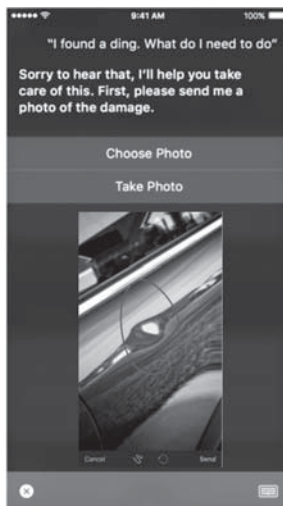 9:41 AM
100%
“I found a ding. What do I need to do”
Sorry to hear that, I’ll help you take
care of this. First, please send me a
photo of the damage.
Choose Photo
Take Photo
Cancel
Send